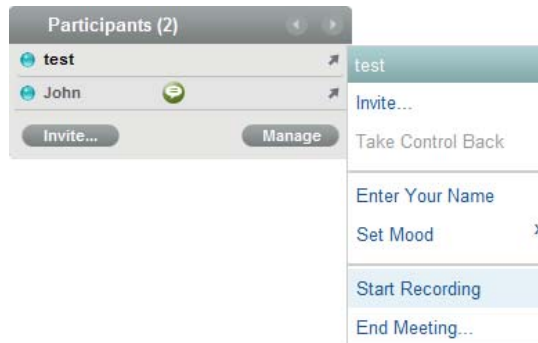 Participants (2)
test
John
Invite...
Manage
test
Invite...
Take Control Back
Enter Your Name
Set Mood
Start Recording
End Meeting...